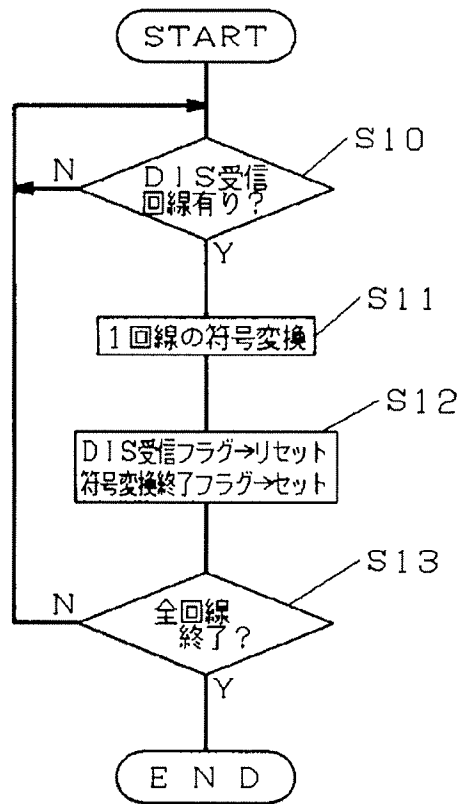 START
S10
N
DIS受信
回線有り?
Y
S11
1回線の符号変換
S12
DIS受信フラグ→リセット
符号変換終了フラグ→セット
S13
N
全回線
終了?
Y
END